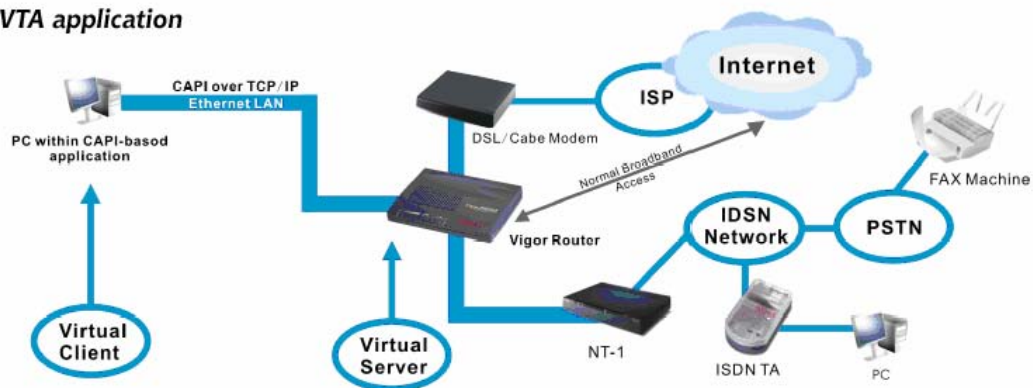 VTA application
CAPI over TCP/IP
Ethernet LAN
PC within CAPI-basod
application
DSL/Cabe Modem
ISP
Internet
Normal Broadband
Access
FAX Machine
Vigor Router
IDSN
Network
PSTN
Virtual
Client
Virtual
Server
NT-1
ISDN TA
PC